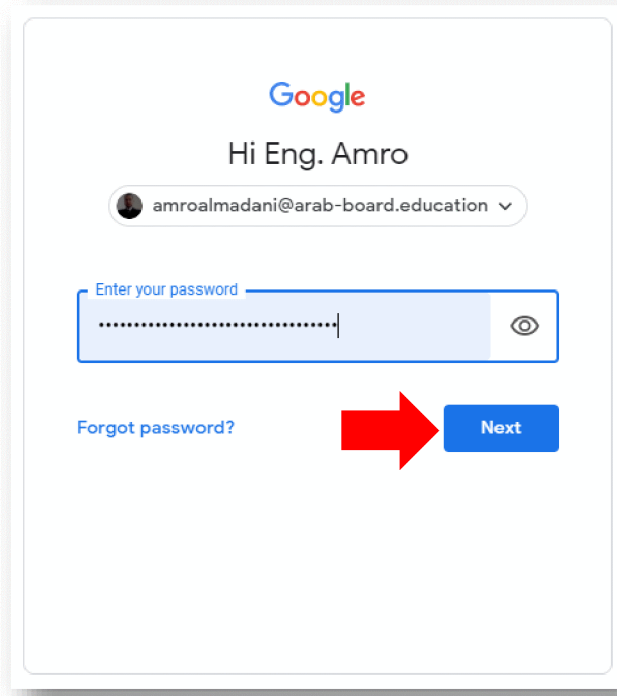 Google
Hi Eng. Amro
amroalmadani@arab-board.education
Enter your password
••••••••••••••••••••••••••••••••••
Forgot password?
Next